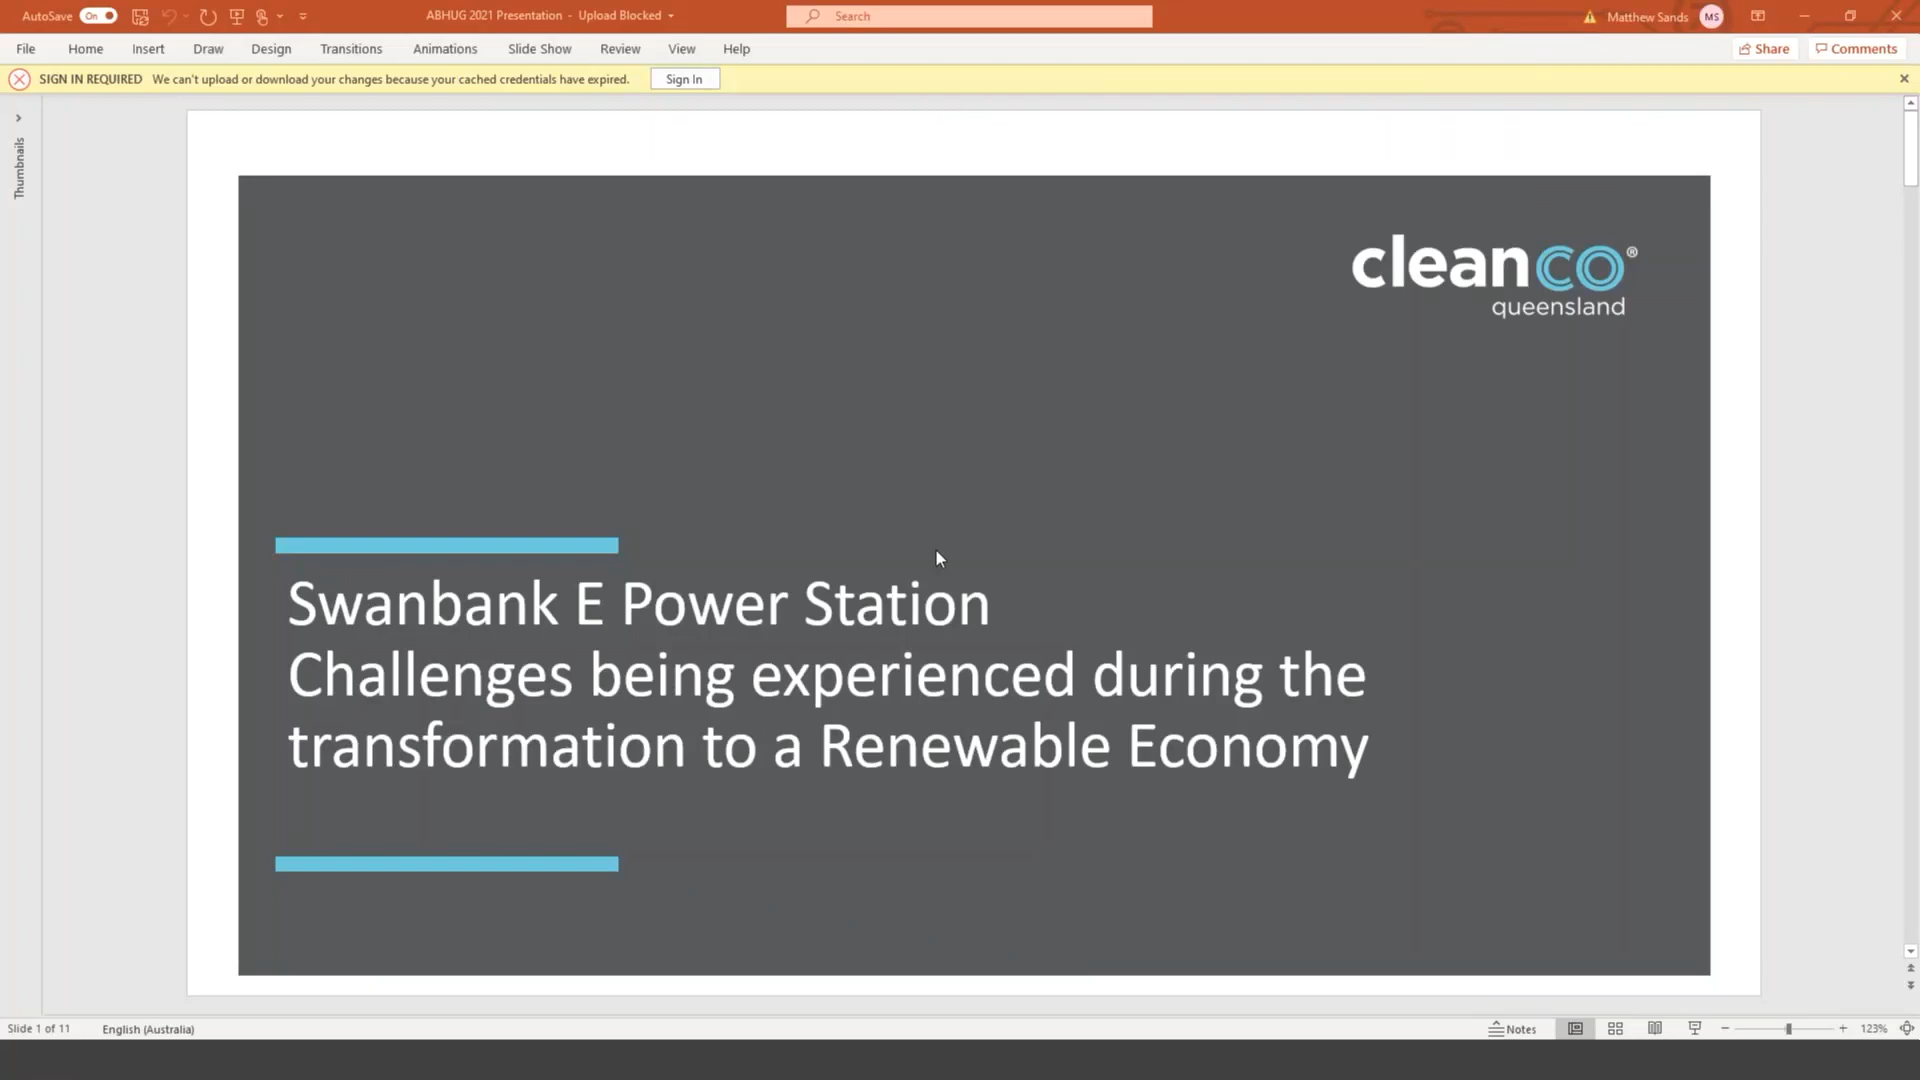 AutoSave On
ABHUG 2021 Presentation - Upload Blocked
Search
Matthew Sands MS
File Home Insert Draw Design Transitions Animations Slide Show Review View Help Share Comments
SIGN IN REQUIRED We can't upload or download your changes because your cached credentials have expired. Sign In
Thumbnails
cleanco®
queensland
Swanbank E Power Station
Challenges being experienced during the
transformation to a Renewable Economy
Slide 1 of 11 English (Australia) Notes 123%